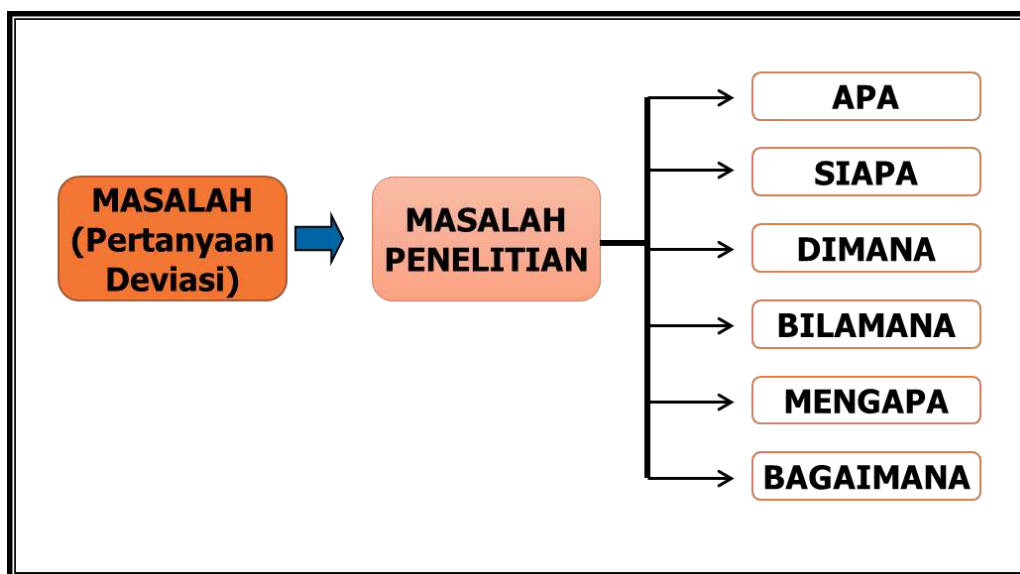 MASALAH
(Pertanyaan
Deviasi)
MASALAH
PENELITIAN
APA
SIAPA
DIMANA
BILAMANA
MENGAPA
BAGAIMANA